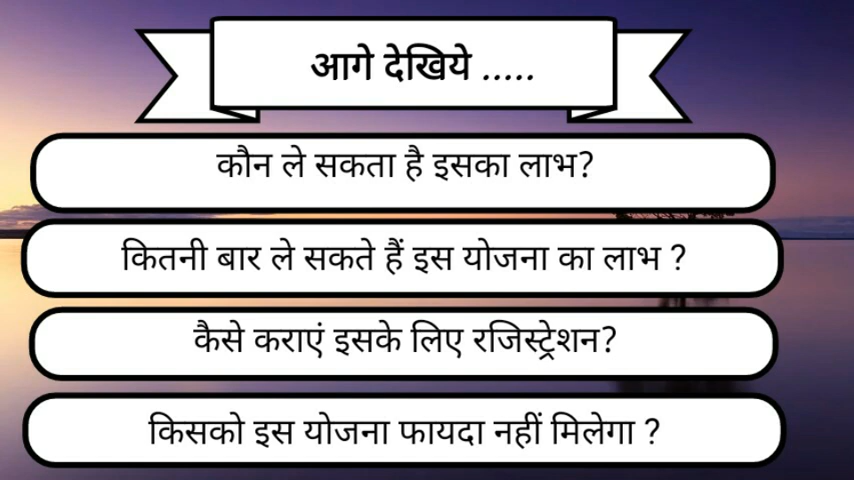 आगे देखिये .....
कौन ले सकता है इसका लाभ?
कितनी बार ले सकते हैं इस योजना का लाभ ?
कैसे कराएं इसके लिए रजिस्ट्रेशन?
किसको इस योजना फायदा नहीं मिलेगा ?